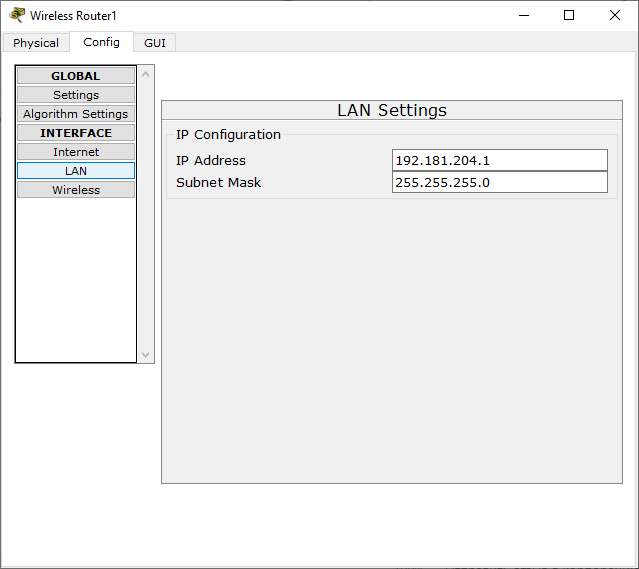 Wireless Router1
Physical Config GUI
GLOBAL
Settings
Algorithm Settings
INTERFACE
Internet
LAN
Wireless
LAN Settings
IP Configuration
IP Address 192.181.204.1
Subnet Mask 255.255.255.0